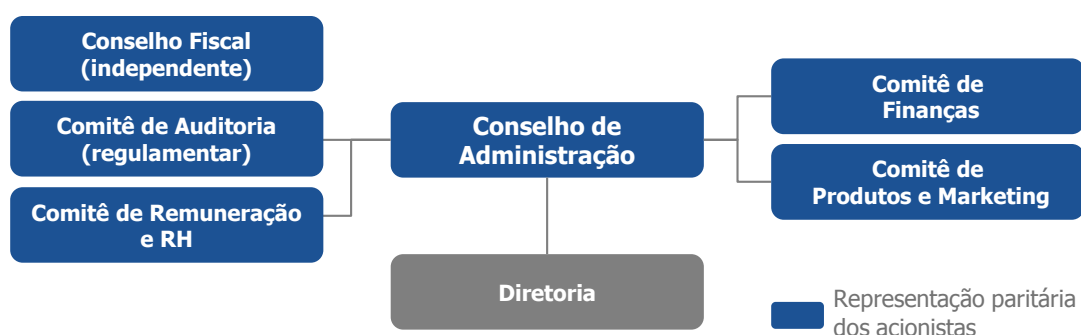 Conselho Fiscal
(independente)
Comitê de Auditoria
(regulamentar)
Comitê de Remuneração
e RH
Conselho de
Administração
Diretoria
Comitê de
Finanças
Comitê de
Produtos e Marketing
Representação paritária
dos acionistas